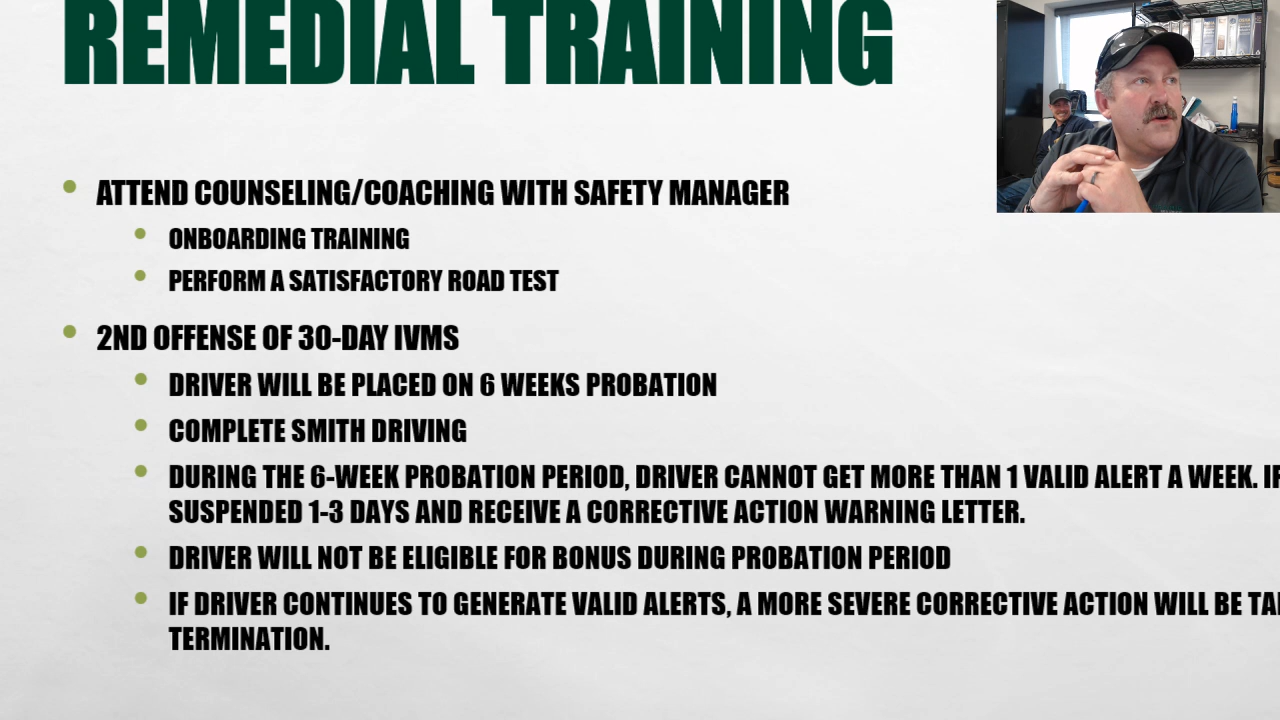 REMEDIAL TRAINING
ATTEND COUNSELING/COACHING WITH SAFETY MANAGER
ONBOARDING TRAINING
PERFORM A SATISFACTORY ROAD TEST
2ND OFFENSE OF 30-DAY IVMS
DRIVER WILL BE PLACED ON 6 WEEKS PROBATION
COMPLETE SMITH DRIVING
DURING THE 6-WEEK PROBATION PERIOD, DRIVER CANNOT GET MORE THAN 1 VALID ALERT A WEEK. IF
SUSPENDED 1-3 DAYS AND RECEIVE A CORRECTIVE ACTION WARNING LETTER.
DRIVER WILL NOT BE ELIGIBLE FOR BONUS DURING PROBATION PERIOD
IF DRIVER CONTINUES TO GENERATE VALID ALERTS, A MORE SEVERE CORRECTIVE ACTION WILL BE
TERMINATION.